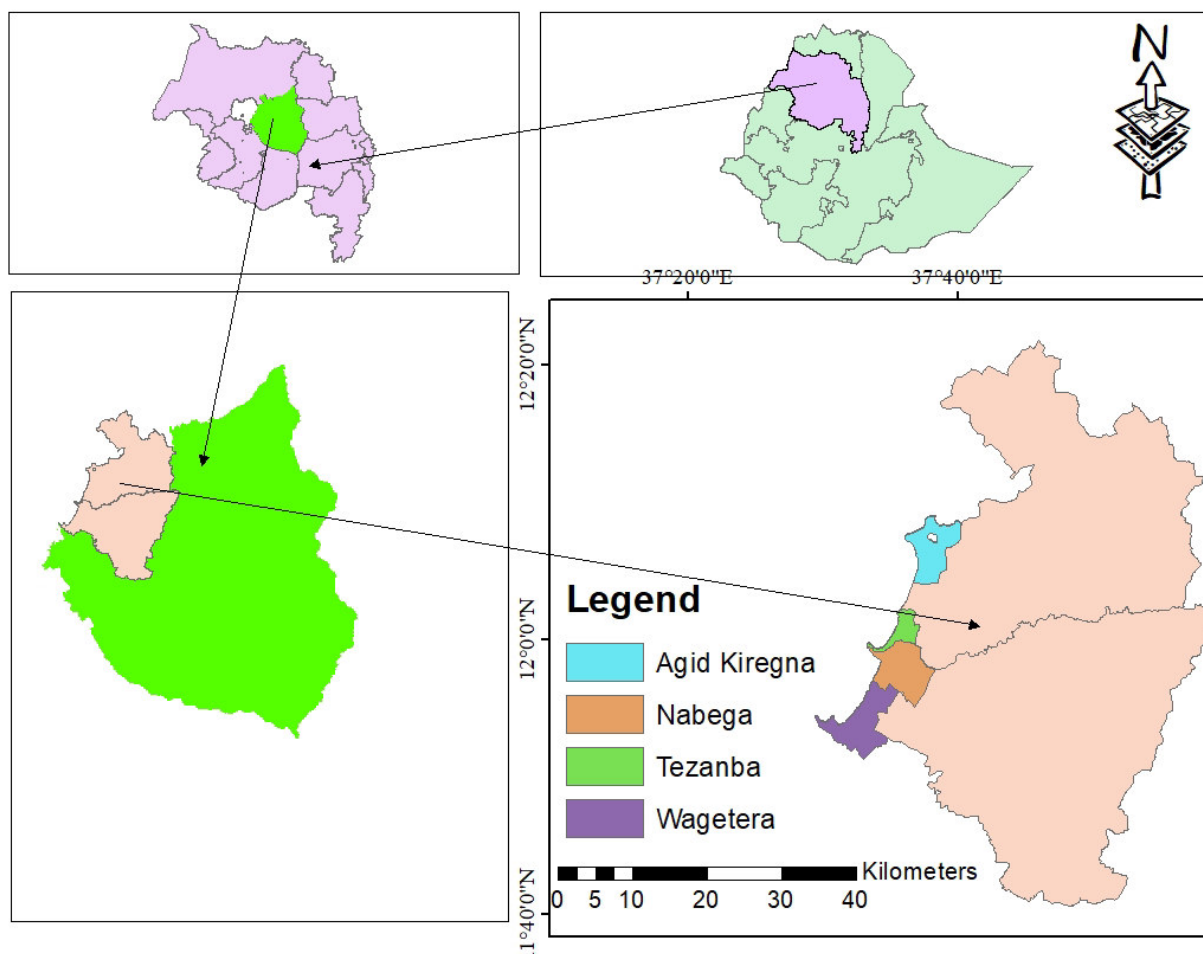 N
37°20'0"E
37°40'0"E
12°20'0"N
12°0'0"N
11°40'0"N
Legend
Agid Kiregna
Nabega
Tezanba
Wagetera
Kilometers
0 5 10 20 30 40